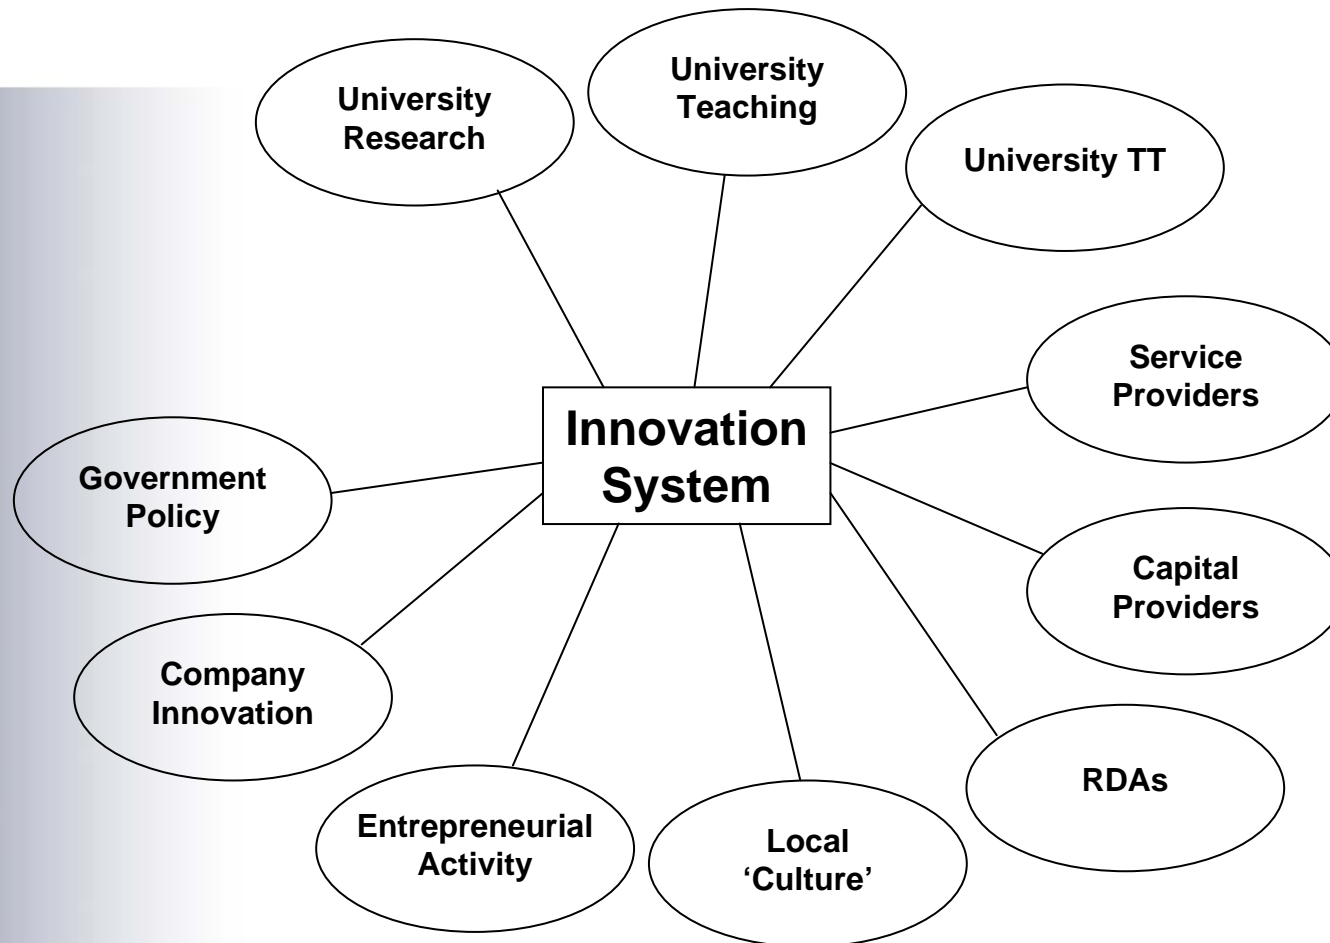 University
Research
University
Teaching
University TT
Service
Providers
Innovation
System
Government
Policy
Capital
Providers
Company
Innovation
RDAs
Entrepreneurial
Activity
Local
‘Culture’